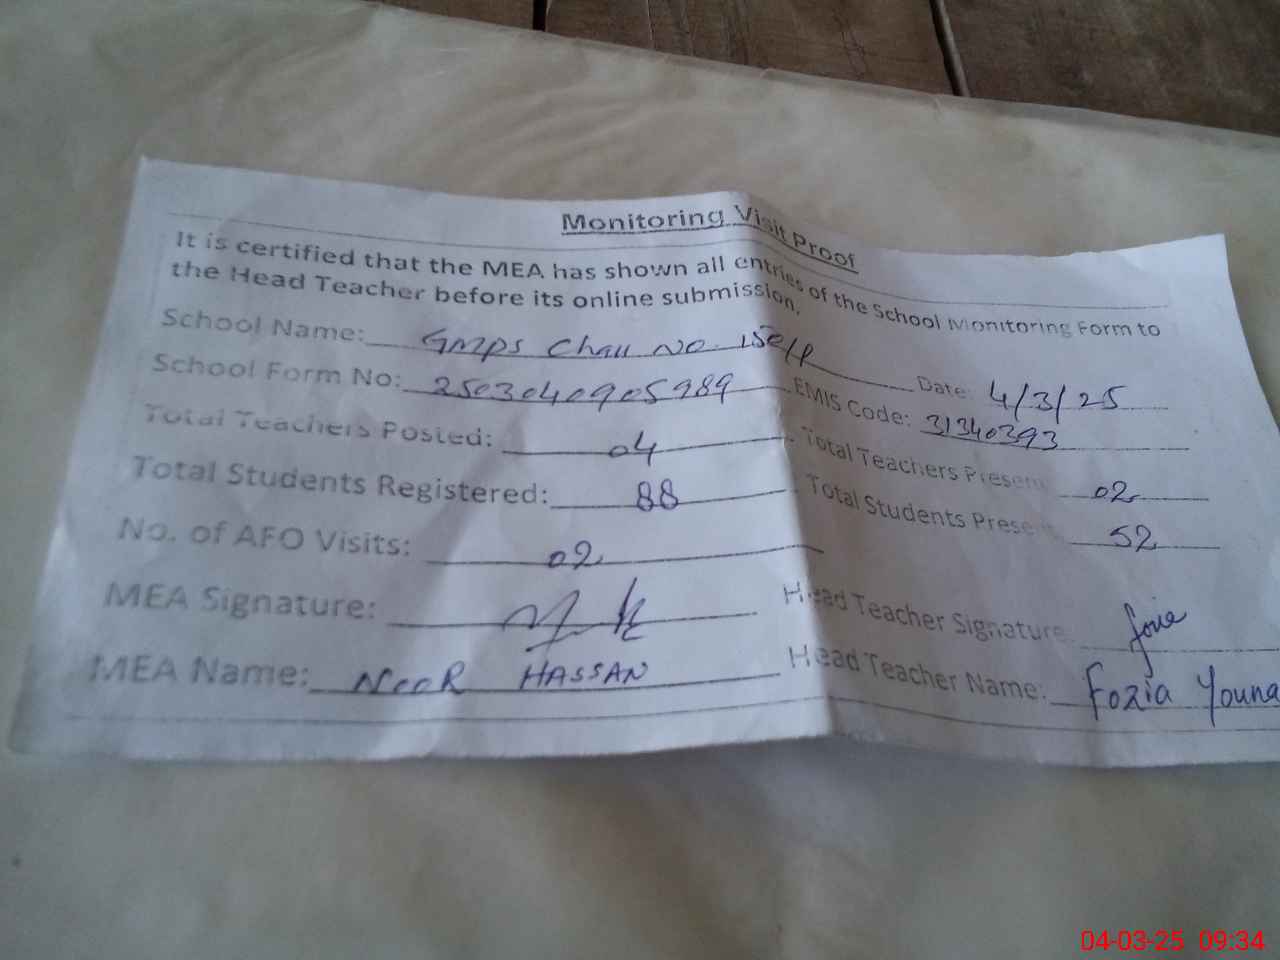 Monitoring Visit Proof
It is certified that the MEA has shown all entries of the School Monitoring Form to
the Head Teacher before its online submission.
School Name: GMPS Chak No. 15e/P Date: 4/3/25
School Form No: 2503040905989 EMIS Code: 31340393
Total Teachers Posted: 04 Total Teachers Present 02
Total Students Registered: 88 Total Students Present 52
No. of AFO Visits: 02
MEA Signature: Head Teacher Signature:
MEA Name: NOOR HASSAN Head Teacher Name: Fozia Youna
04-03-25 09:34